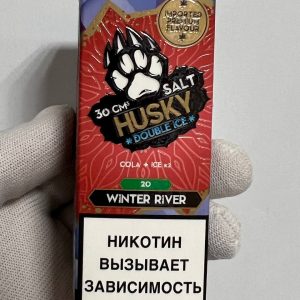 IMPORTED
PREMIUM
FLAVOUR
30 CM³ SALT
HUSKY
DOUBLE ICE
COLA + ICE x2
20
WINTER RIVER
НИКОТИН
ВЫЗЫВАЕТ
ЗАВИСИМОСТЬ